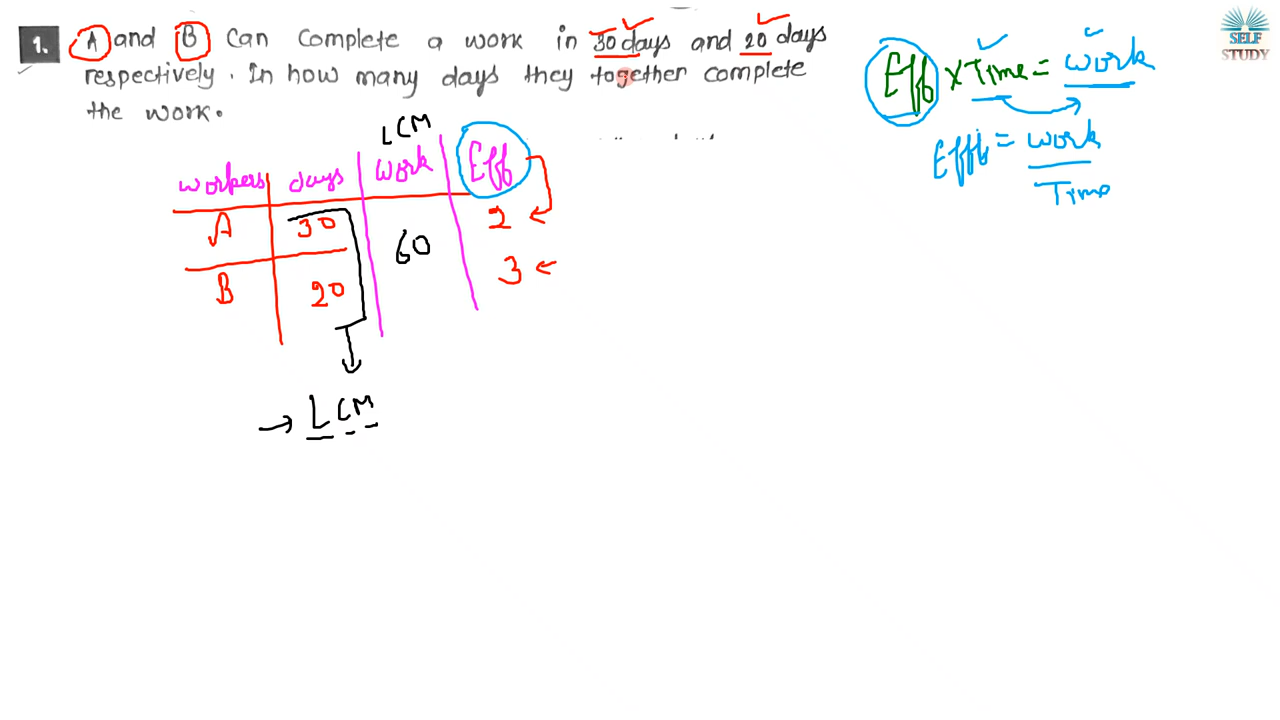 1. A and B can complete a work in 30 days and 20 days
respectively. In how many days they together complete
the work.
SELF
STUDY
Eff × Time = work
Effi = work
Time
LCM
workers days work Eff
A 30 2
60
B 20 3
→ LCM